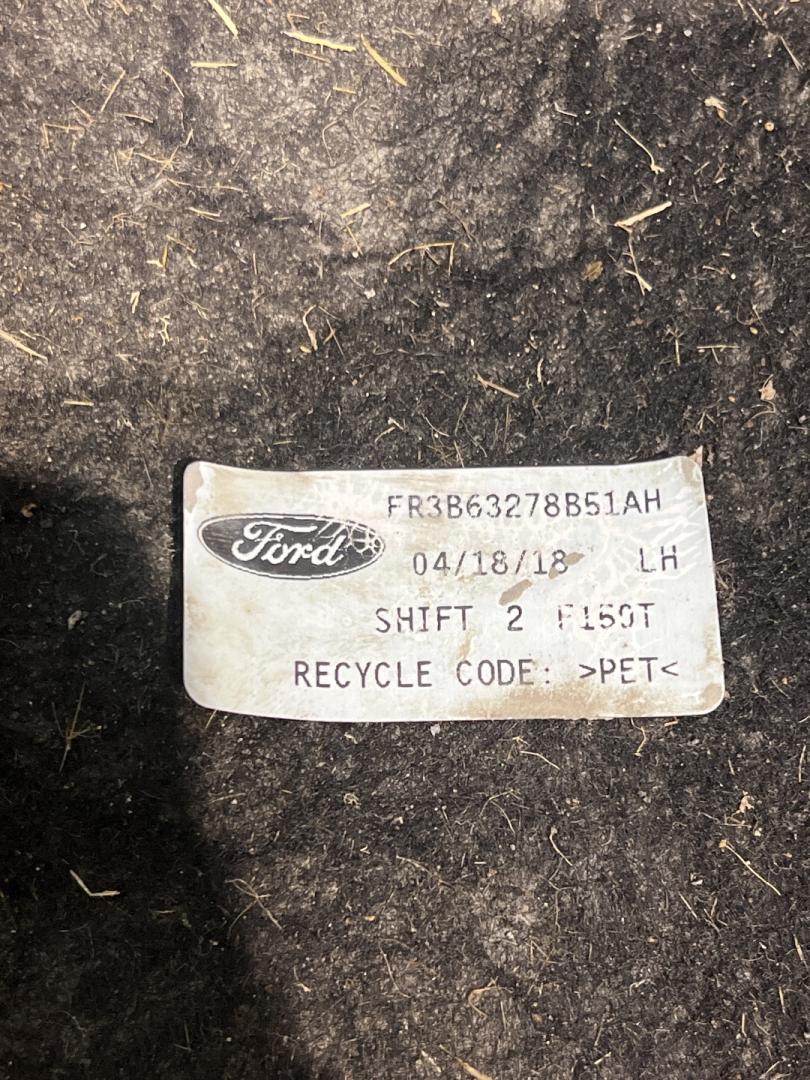 FR3B63278B51AH
Ford
04/18/18 LH
SHIFT 2 F150T
RECYCLE CODE: >PET<